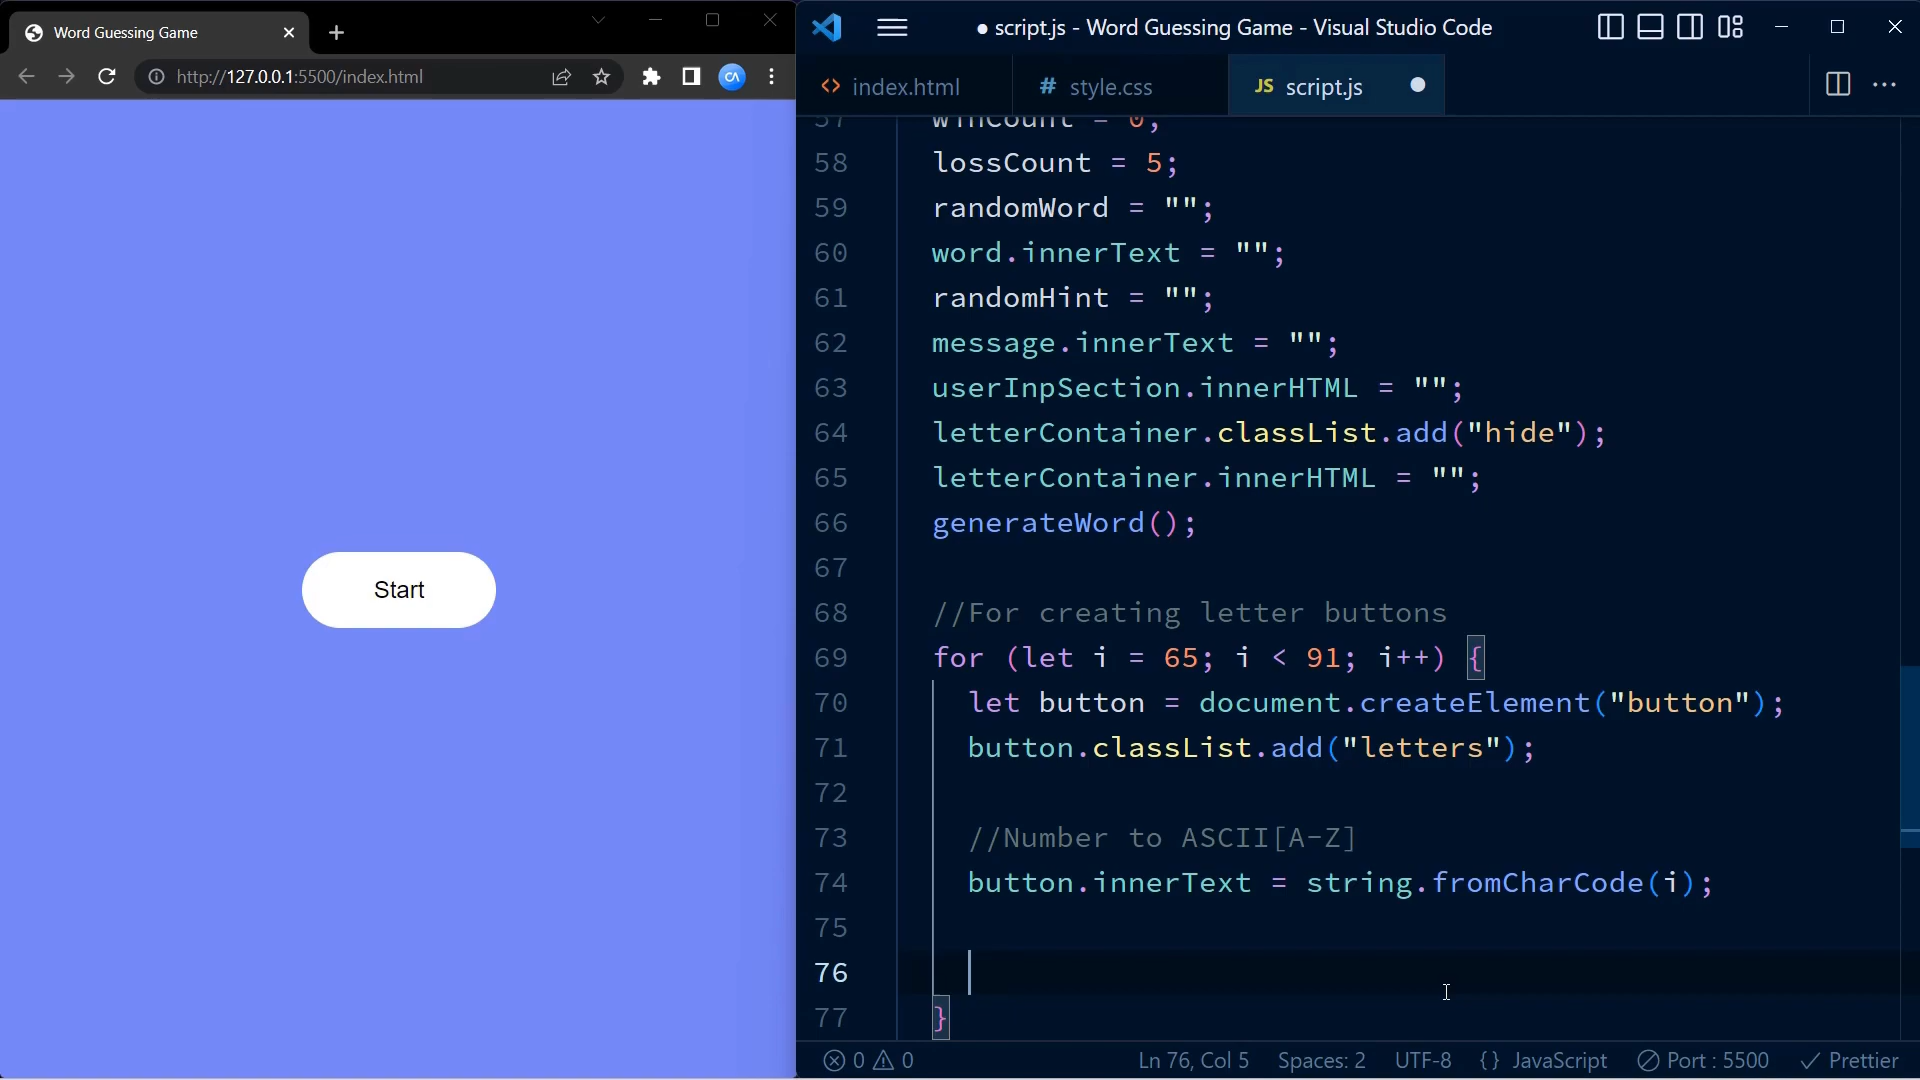 Word Guessing Game
http://127.0.0.1:5500/index.html
CA
Start
● script.js - Word Guessing Game - Visual Studio Code
<> index.html
# style.css
JS script.js
57 winCount = 0;
58 lossCount = 5;
59 randomWord = "";
60 word.innerText = "";
61 randomHint = "";
62 message.innerText = "";
63 userInpSection.innerHTML = "";
64 letterContainer.classList.add("hide");
65 letterContainer.innerHTML = "";
66 generateWord();
67
68 //For creating letter buttons
69 for (let i = 65; i < 91; i++) {
70 let button = document.createElement("button");
71 button.classList.add("letters");
72
73 //Number to ASCII[A-Z]
74 button.innerText = string.fromCharCode(i);
75
76
77 }
0 0 Ln 76, Col 5 Spaces: 2 UTF-8 {} JavaScript Port : 5500 Prettier